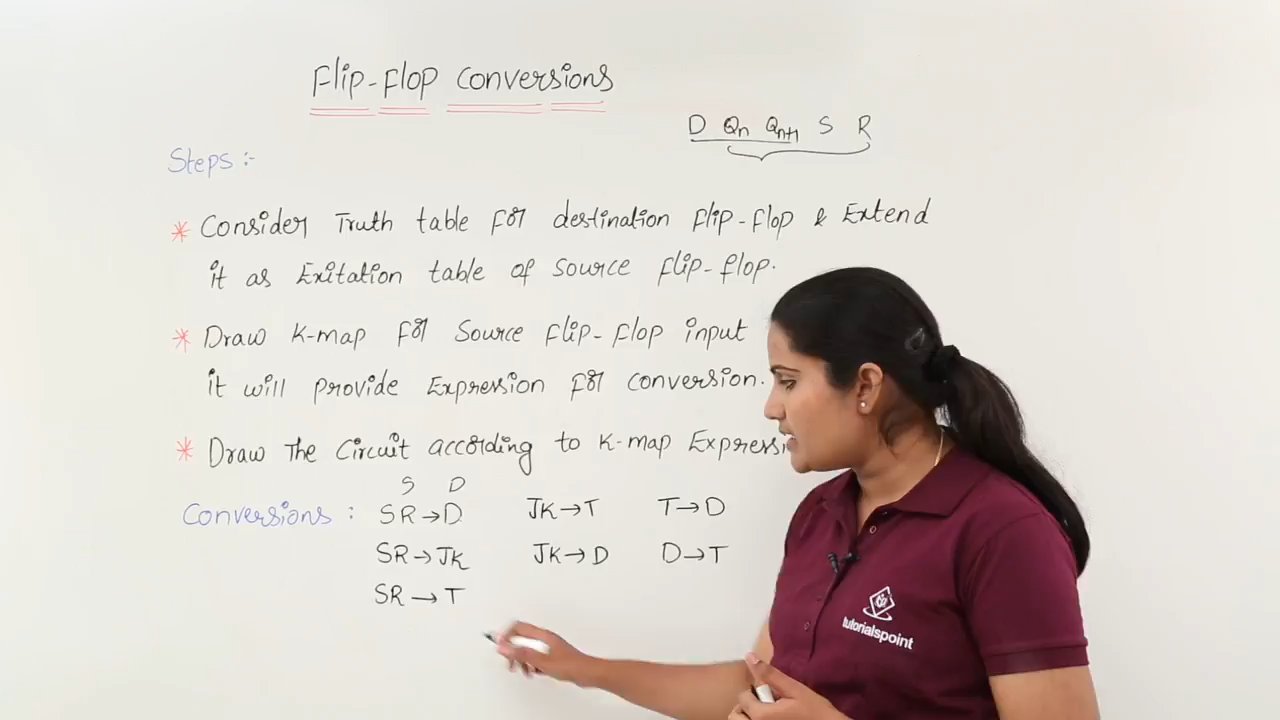 Flip-Flop Conversions
D Qn Qn+1 S R
Steps :-
* Consider Truth table for destination flip-flop & Extend
it as Exitation table of Source flip-flop.
* Draw K-map for Source flip-flop input
it will provide Expression for conversion.
* Draw The Circuit according to K-map Expressi
S D
Conversions : SR→D JK→T T→D
SR→JK JK→D D→T
SR→T
tutorialspoint